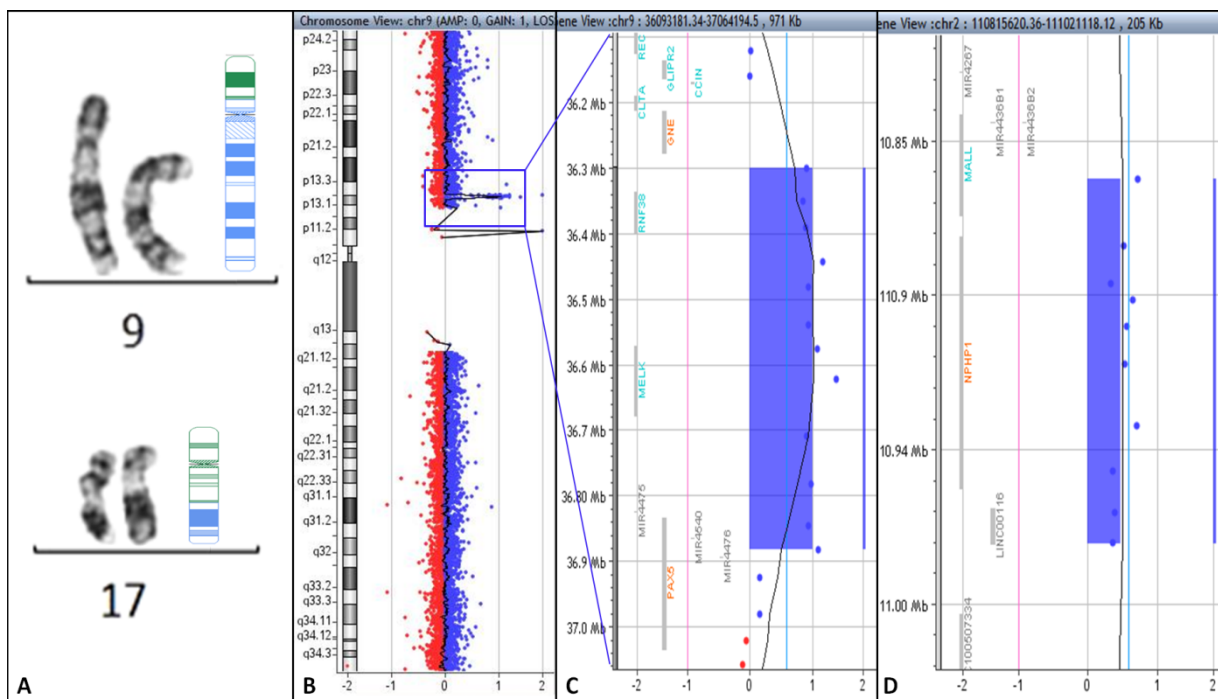 9
17
A
Chromosome View: chr9 (AMP: 0, GAIN: 1, LOS
p24.2
p23
p22.3
p22.1
p21.2
p13.3
p13.1
p11.2
q12
q13
q21.12
q21.2
q21.32
q22.1
q22.31
q22.33
q31.1
q31.2
q32
q33.2
q33.3
q34.11
q34.12
q34.3
-2 -1 0 1 2
B
ene View : chr9 : 36093181.34-37064194.5 , 971 Kb
REC
GLIPR2
CCIN
CLTA
GNE
RNF38
MELK
MIR4475
MIR4540
MIR4476
PAX5
36.2 Mb
36.3 Mb
36.4 Mb
36.5 Mb
36.6 Mb
36.7 Mb
36.80 Mb
36.9 Mb
37.0 Mb
-2 -1 0 1 2
C
ene View : chr2 : 110815620.36-111021118.12 , 205 Kb
MIR4267
MIR4436B1
MIR4436B2
MALL
NPHP1
LINC00116
C100507334
10.85 Mb
110.9 Mb
10.94 Mb
11.00 Mb
-2 -1 0 1 2
D